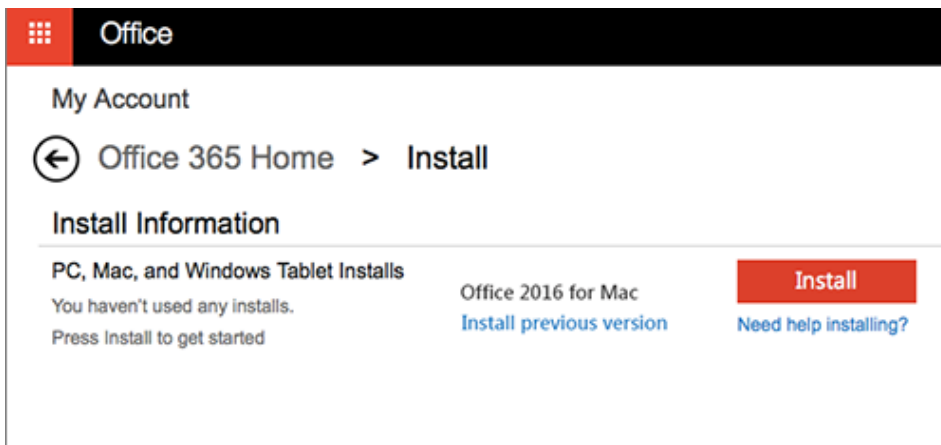 Office
My Account
Office 365 Home > Install
Install Information
PC, Mac, and Windows Tablet Installs
You haven't used any installs.
Press Install to get started
Office 2016 for Mac
Install previous version
Install
Need help installing?